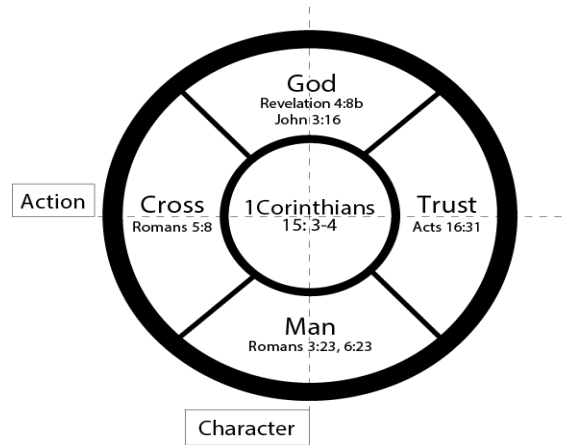 God
Revelation 4:8b
John 3:16
Action
Cross
Romans 5:8
1Corinthians
15: 3-4
Trust
Acts 16:31
Man
Romans 3:23, 6:23
Character